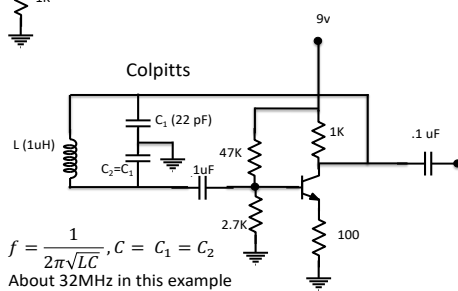 1K
9v
Colpitts
C₁ (22 pF)
L (1uH)
C₂=C₁
.1uF
47K
1K
.1 uF
2.7K
100
f = 1 / 2π√LC, C = C₁ = C₂
About 32MHz in this example